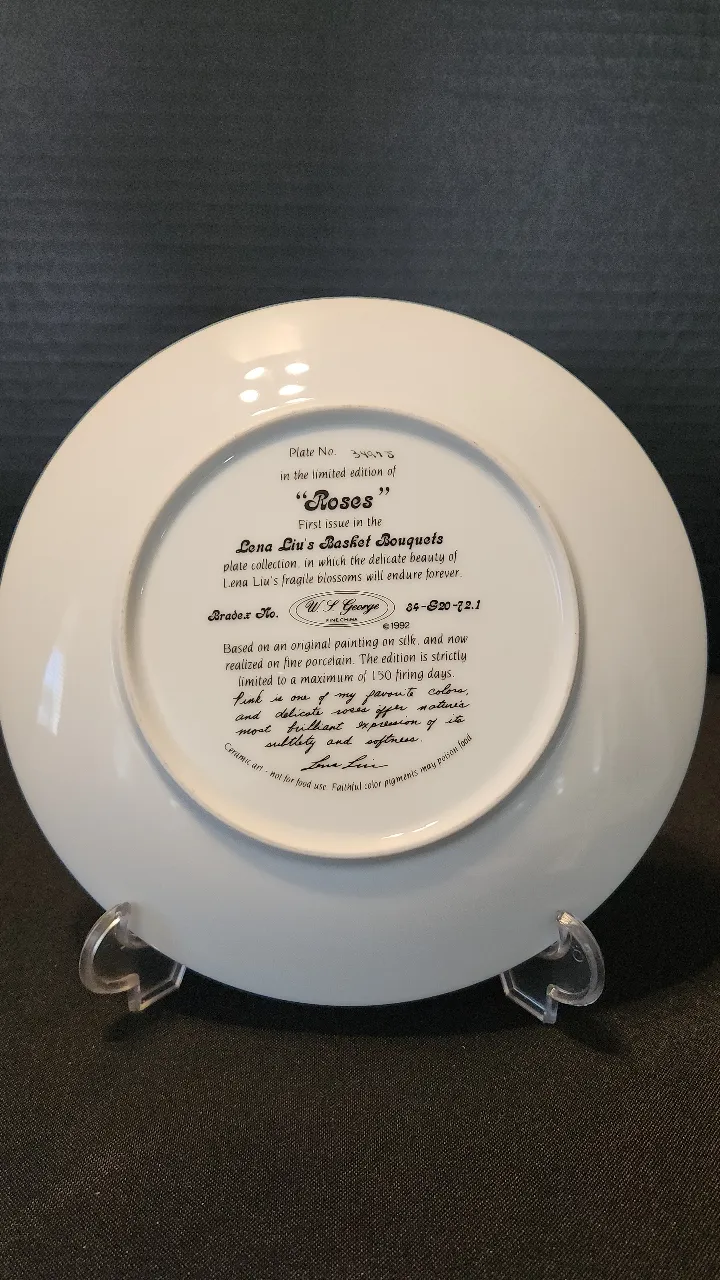 Plate No.
in the limited edition of
“Roses”
First issue in the
Lena Liu's Basket Bouquets
plate collection, in which the delicate beauty of
Lena Liu's fragile blossoms will endure forever.
Bradex No. W. S. George 84-G20-72.1
FINE CHINA
©1992
Based on an original painting on silk, and now
realized on fine porcelain. The edition is strictly
limited to a maximum of 150 firing days.
Pink is one of my favorite colors,
and delicate roses offer nature's
most brilliant expression of its
subtlety and softness.
Lena Liu
Ceramic art - not for food use. Faithful color pigments may poison food